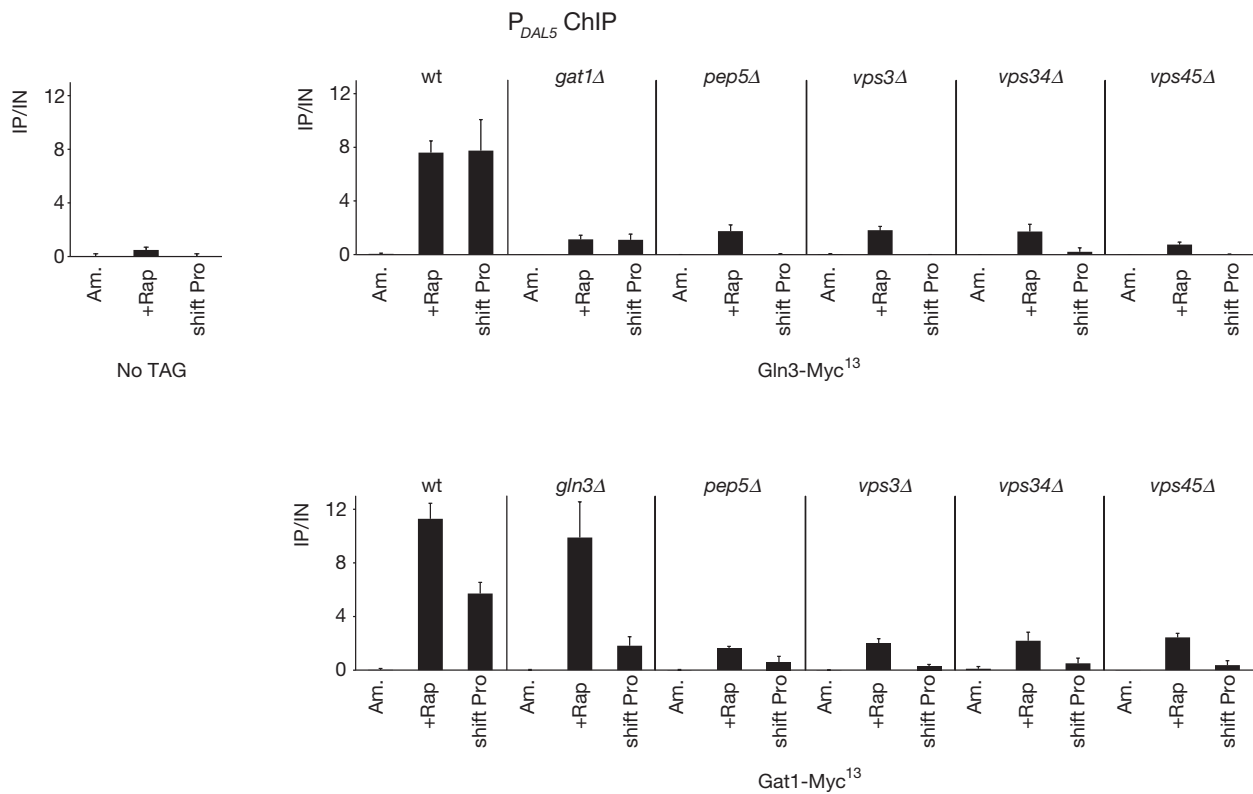 P_DAL5 ChIP
IP/IN
12
8
4
0
Am.
+Rap
shift Pro
No TAG
wt gat1Δ pep5Δ vps3Δ vps34Δ vps45Δ
IP/IN
12
8
4
0
Am. +Rap shift Pro Am. +Rap shift Pro Am. +Rap shift Pro Am. +Rap shift Pro Am. +Rap shift Pro Am. +Rap shift Pro
Gln3-Myc¹³
wt gln3Δ pep5Δ vps3Δ vps34Δ vps45Δ
IP/IN
12
8
4
0
Am. +Rap shift Pro Am. +Rap shift Pro Am. +Rap shift Pro Am. +Rap shift Pro Am. +Rap shift Pro Am. +Rap shift Pro
Gat1-Myc¹³